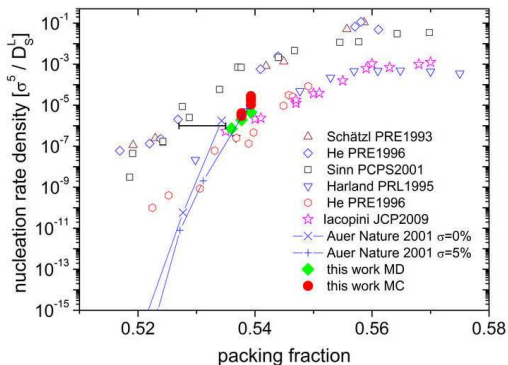 nucleation rate density [σ⁵ / Dₛᴸ]
10⁻¹
10⁻³
10⁻⁵
10⁻⁷
10⁻⁹
10⁻¹¹
10⁻¹³
10⁻¹⁵
Schätzl PRE1993
He PRE1996
Sinn PCPS2001
Harland PRL1995
He PRE1996
Iacopini JCP2009
Auer Nature 2001 σ=0%
Auer Nature 2001 σ=5%
this work MD
this work MC
0.52 0.54 0.56 0.58
packing fraction